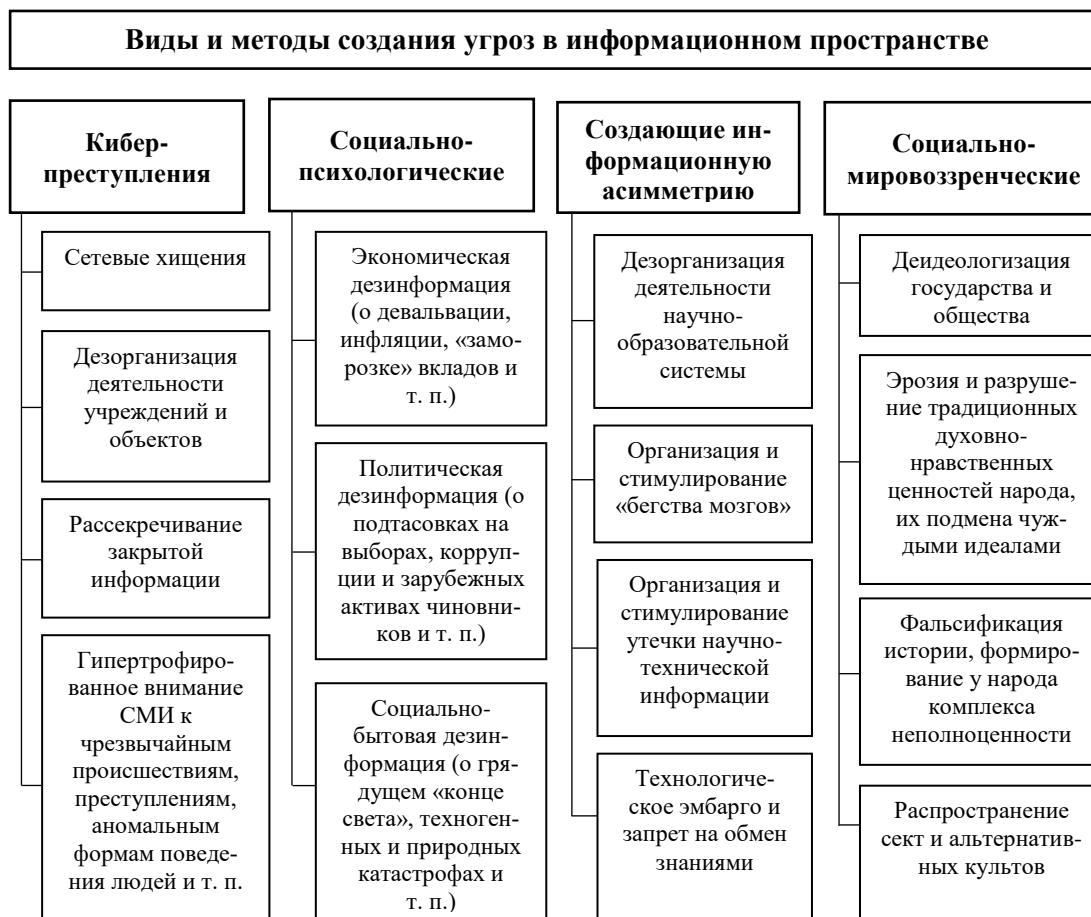 Виды и методы создания угроз в информационном пространстве
Кибер-
преступления
Сетевые хищения
Дезорганизация
деятельности
учреждений и
объектов
Рассекречивание
закрытой
информации
Гипертрофиро-
ванное внимание
СМИ к
чрезвычайным
происшествиям,
преступлениям,
аномальным
формам поведе-
ния людей и т. п.
Социально-
психологические
Экономическая
дезинформация
(о девальвации,
инфляции, «замо-
розке» вкладов и
т. п.)
Политическая
дезинформация (о
подтасовках на
выборах, корруп-
ции и зарубежных
активах чиновни-
ков и т. п.)
Социально-
бытовая дезин-
формация (о гря-
дущем «конце
света», техноген-
ных и природных
катастрофах и
т. п.)
Создающие ин-
формационную
асимметрию
Дезорганизация
деятельности
научно-
образовательной
системы
Организация и
стимулирование
«бегства мозгов»
Организация и
стимулирование
утечки научно-
технической
информации
Технологиче-
ское эмбарго и
запрет на обмен
знаниями
Социально-
мировоззренческие
Деидеологизация
государства и
общества
Эрозия и разруше-
ние традиционных
духовно-
нравственных
ценностей народа,
их подмена чуж-
дыми идеалами
Фальсификация
истории, формиро-
вание у народа
комплекса
неполноценности
Распространение
сект и альтернатив-
ных культов